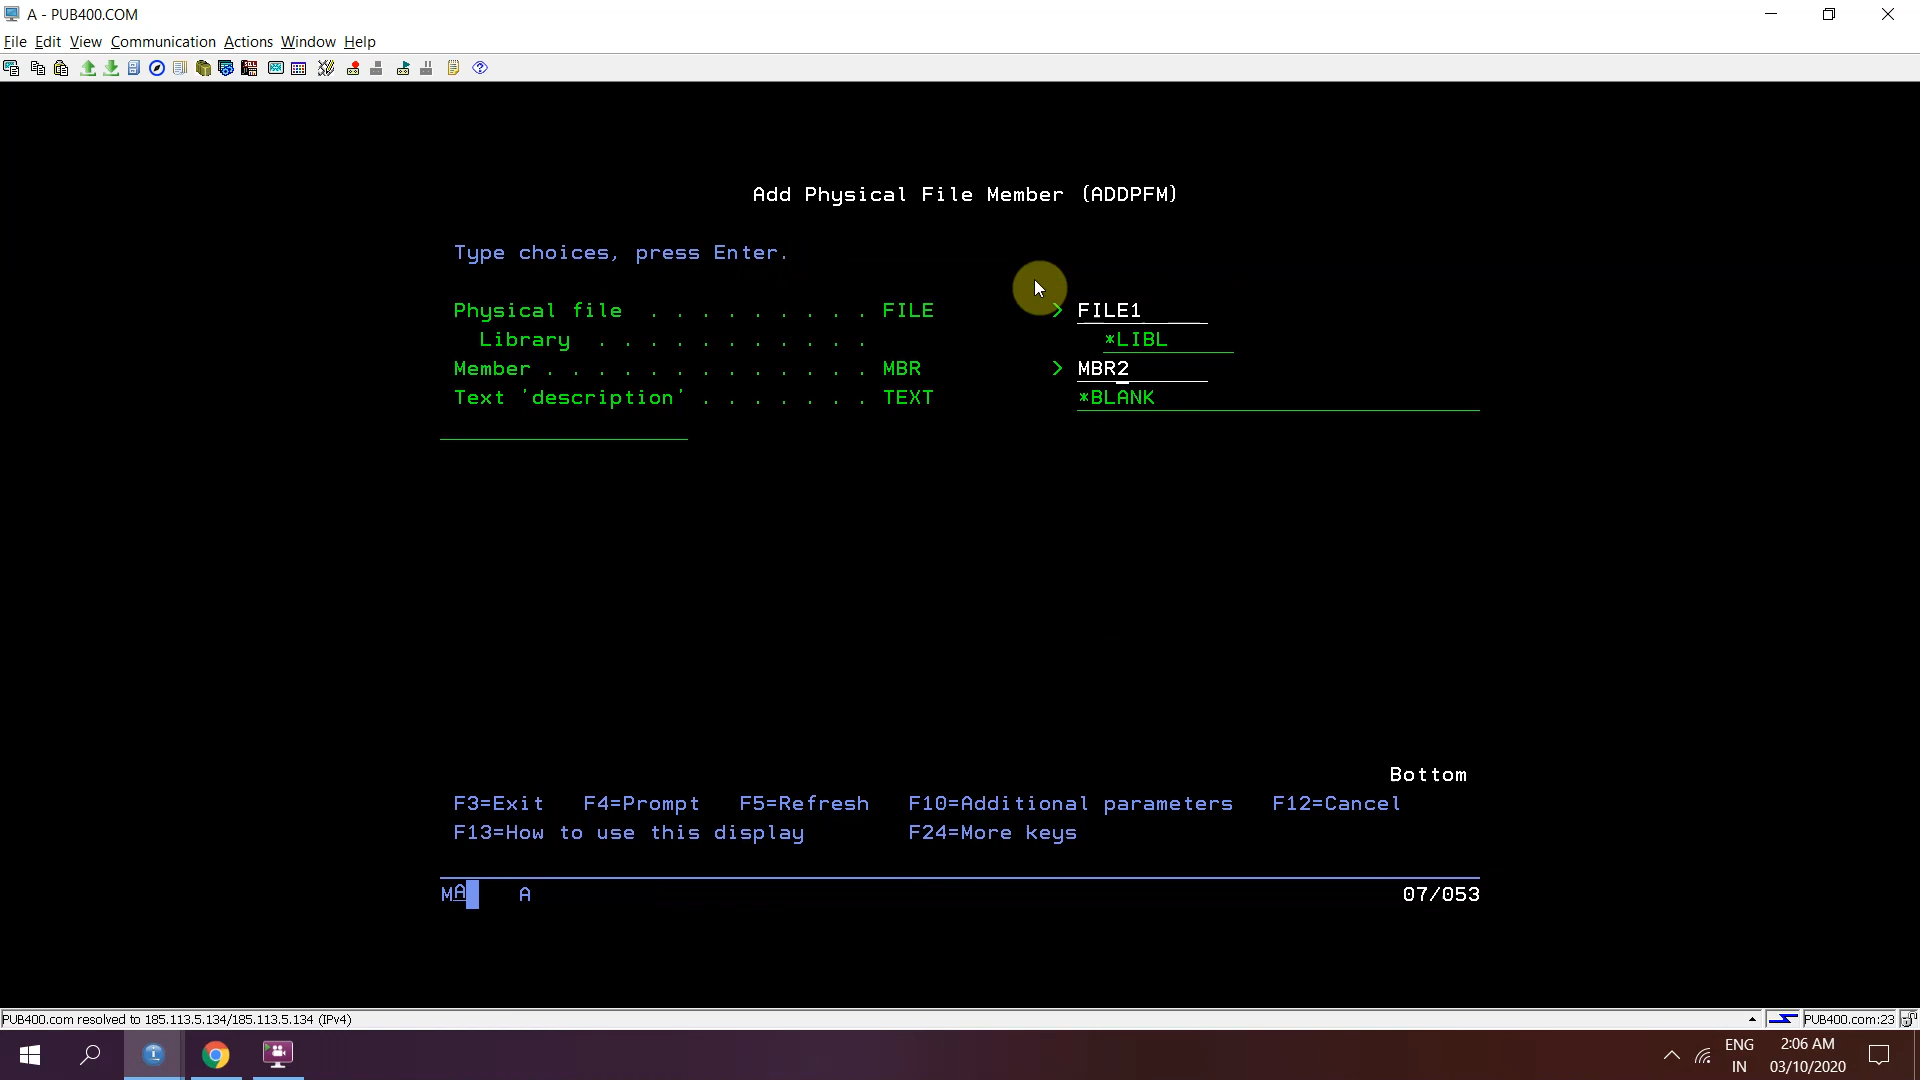 A - PUB400.COM
File Edit View Communication Actions Window Help
Add Physical File Member (ADDPFM)
Type choices, press Enter.
Physical file . . . . . . . . . FILE > FILE1
Library . . . . . . . . . . . *LIBL
Member . . . . . . . . . . . . . MBR > MBR2
Text 'description' . . . . . . . TEXT *BLANK
Bottom
F3=Exit F4=Prompt F5=Refresh F10=Additional parameters F12=Cancel
F13=How to use this display F24=More keys
MA A 07/053
PUB400.com resolved to 185.113.5.134/185.113.5.134 (IPv4) PUB400.com:23
ENG 2:06 AM
IN 03/10/2020